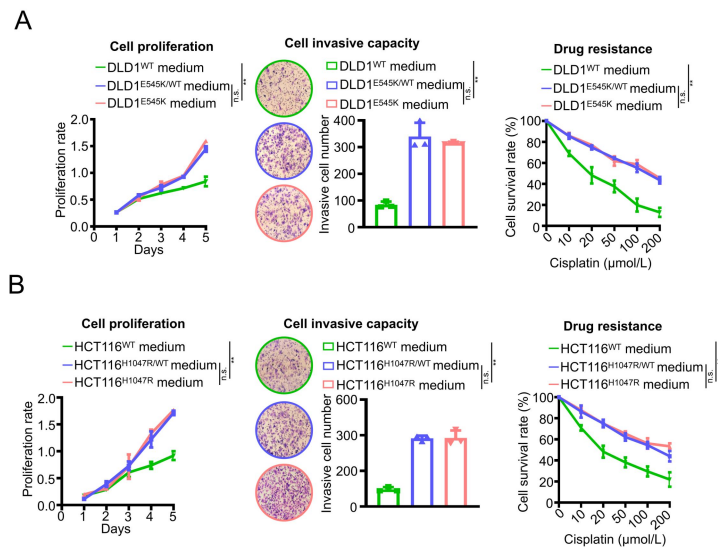 A
Cell proliferation
DLD1WT medium
DLD1E545K/WT medium
DLD1E545K medium
n.s.
**
Proliferation rate
2.0
1.5
1.0
0.5
0.0
0 1 2 3 4 5
Days
Cell invasive capacity
DLD1WT medium
DLD1E545K/WT medium
DLD1E545K medium
n.s.
**
Invasive cell number
400
300
200
100
0
Drug resistance
DLD1WT medium
DLD1E545K/WT medium
DLD1E545K medium
n.s.
**
Cell survival rate (%)
100
80
60
40
20
0
0 10 20 50 100 200
Cisplatin (μmol/L)
B
Cell proliferation
HCT116WT medium
HCT116H1047R/WT medium
HCT116H1047R medium
n.s.
**
Proliferation rate
2.0
1.5
1.0
0.5
0.0
0 1 2 3 4 5
Days
Cell invasive capacity
HCT116WT medium
HCT116H1047R/WT medium
HCT116H1047R medium
n.s.
**
Invasive cell number
600
300
200
0
Drug resistance
HCT116WT medium
HCT116H1047R/WT medium
HCT116H1047R medium
n.s.
Cell survival rate (%)
100
80
60
40
20
0
0 10 20 50 100 200
Cisplatin (μmol/L)